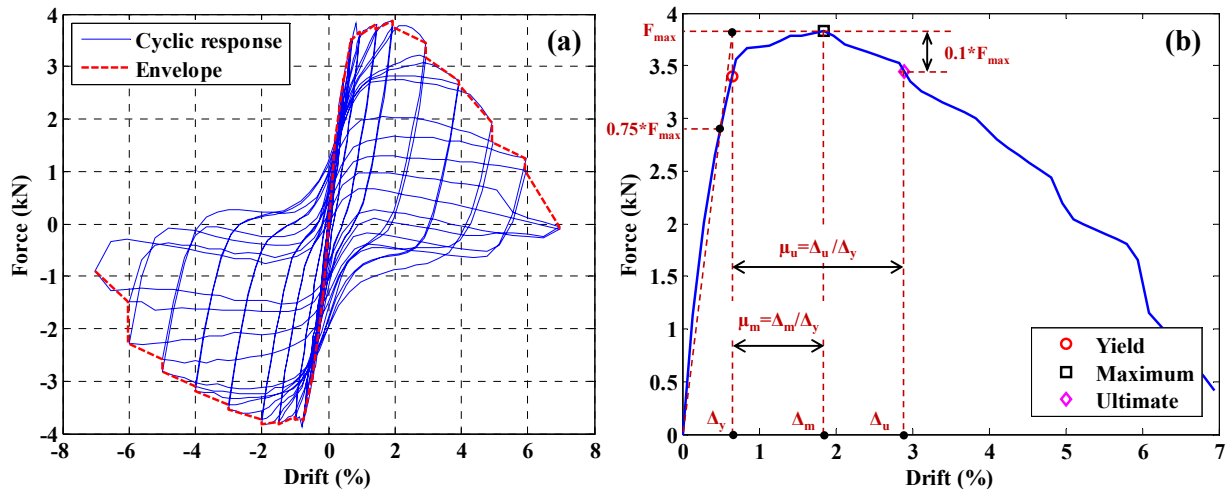 (a)
Cyclic response
Envelope
4
3
2
1
0
-1
-2
-3
-4
-8
-6
-4
-2
0
2
4
6
8
Force (kN)
Drift (%)
(b)
4
3.5
3
2.5
2
1.5
1
0.5
0
Fmax
0.75*Fmax
0.1*Fmax
μu=Δu/Δy
μm=Δm/Δy
Δy
Δm
Δu
Yield
Maximum
Ultimate
0
1
2
3
4
5
6
7
Force (kN)
Drift (%)